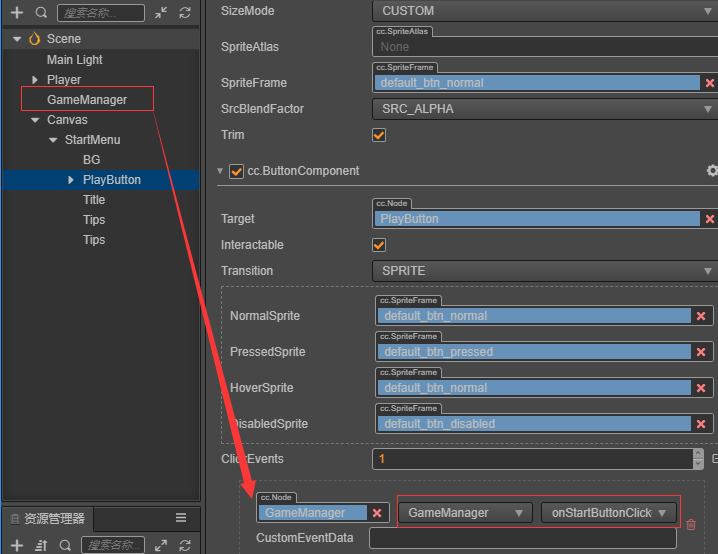 搜索名称...
Scene
Main Light
Player
GameManager
Canvas
StartMenu
BG
PlayButton
Title
Tips
Tips
资源管理器
搜索名称...
SizeMode CUSTOM
cc.SpriteAtlas
SpriteAtlas None
cc.SpriteFrame
SpriteFrame default_btn_normal
SrcBlendFactor SRC_ALPHA
Trim
cc.ButtonComponent
cc.Node
Target PlayButton
Interactable
Transition SPRITE
cc.SpriteFrame
NormalSprite default_btn_normal
cc.SpriteFrame
PressedSprite default_btn_pressed
cc.SpriteFrame
HoverSprite default_btn_normal
cc.SpriteFrame
DisabledSprite default_btn_disabled
ClickEvents 1
cc.Node
GameManager GameManager onStartButtonClick
CustomEventData